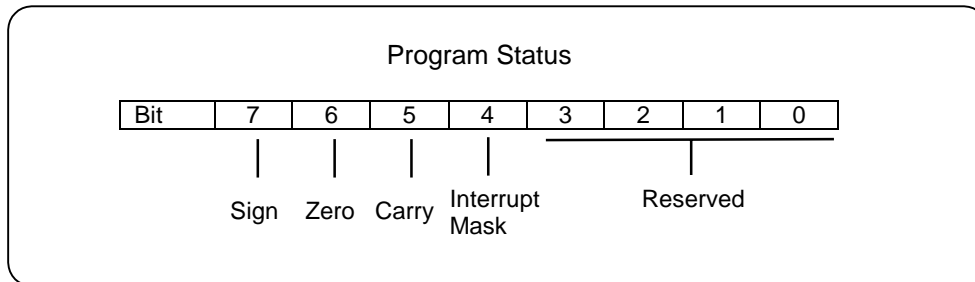 Program Status
Bit 7 6 5 4 3 2 1 0
Sign Zero Carry Interrupt Mask Reserved